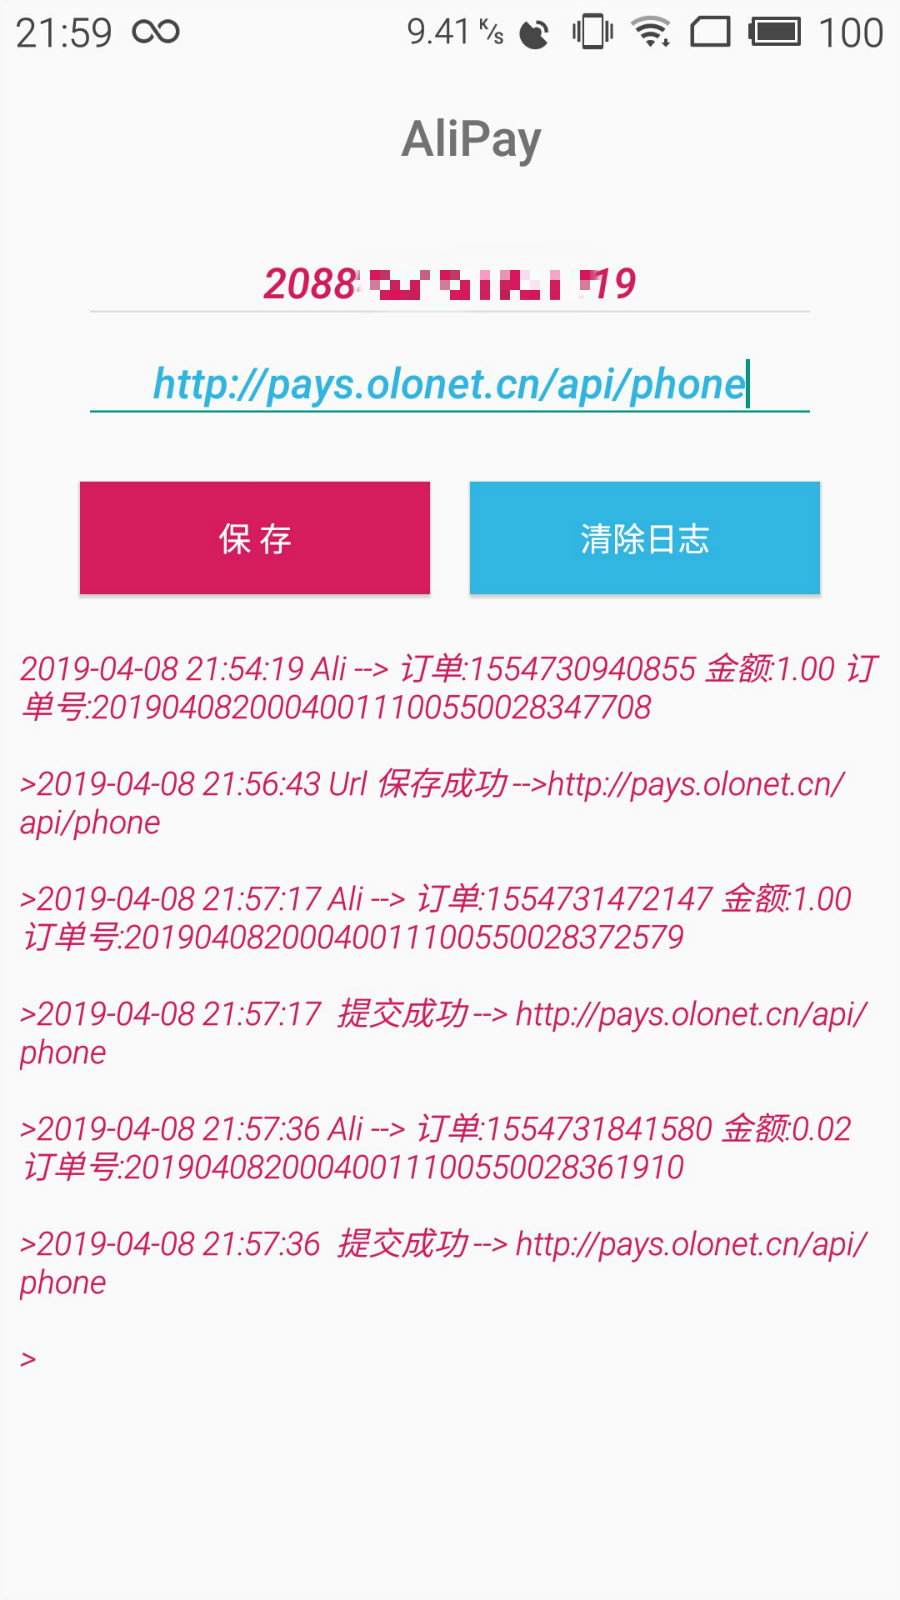 21:59 9.41 K/s 100
AliPay
2088 19
http://pays.olonet.cn/api/phone
保 存 清除日志
2019-04-08 21:54:19 Ali --> 订单:1554730940855 金额:1.00 订
单号:20190408200040011100550028347708
>2019-04-08 21:56:43 Url 保存成功 -->http://pays.olonet.cn/
api/phone
>2019-04-08 21:57:17 Ali --> 订单:1554731472147 金额:1.00
订单号:20190408200040011100550028372579
>2019-04-08 21:57:17  提交成功 --> http://pays.olonet.cn/api/
phone
>2019-04-08 21:57:36 Ali --> 订单:1554731841580 金额:0.02
订单号:20190408200040011100550028361910
>2019-04-08 21:57:36  提交成功 --> http://pays.olonet.cn/api/
phone
>